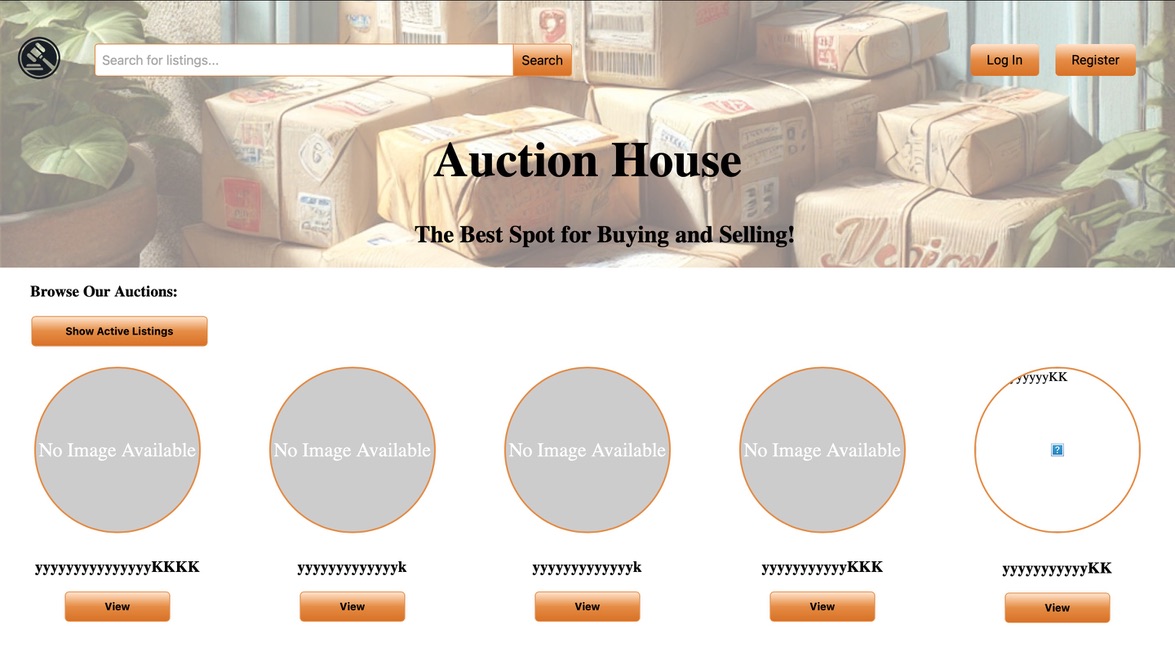 Search for listings...
Search
Log In
Register
Auction House
The Best Spot for Buying and Selling!
Browse Our Auctions:
Show Active Listings
No Image Available
No Image Available
No Image Available
No Image Available
yyyyyyyyyyyyyyyKKKK
yyyyyyyyyyyyyk
yyyyyyyyyyyyyk
yyyyyyyyyyyKKK
yyyyyyyyyyyKK
View
View
View
View
View